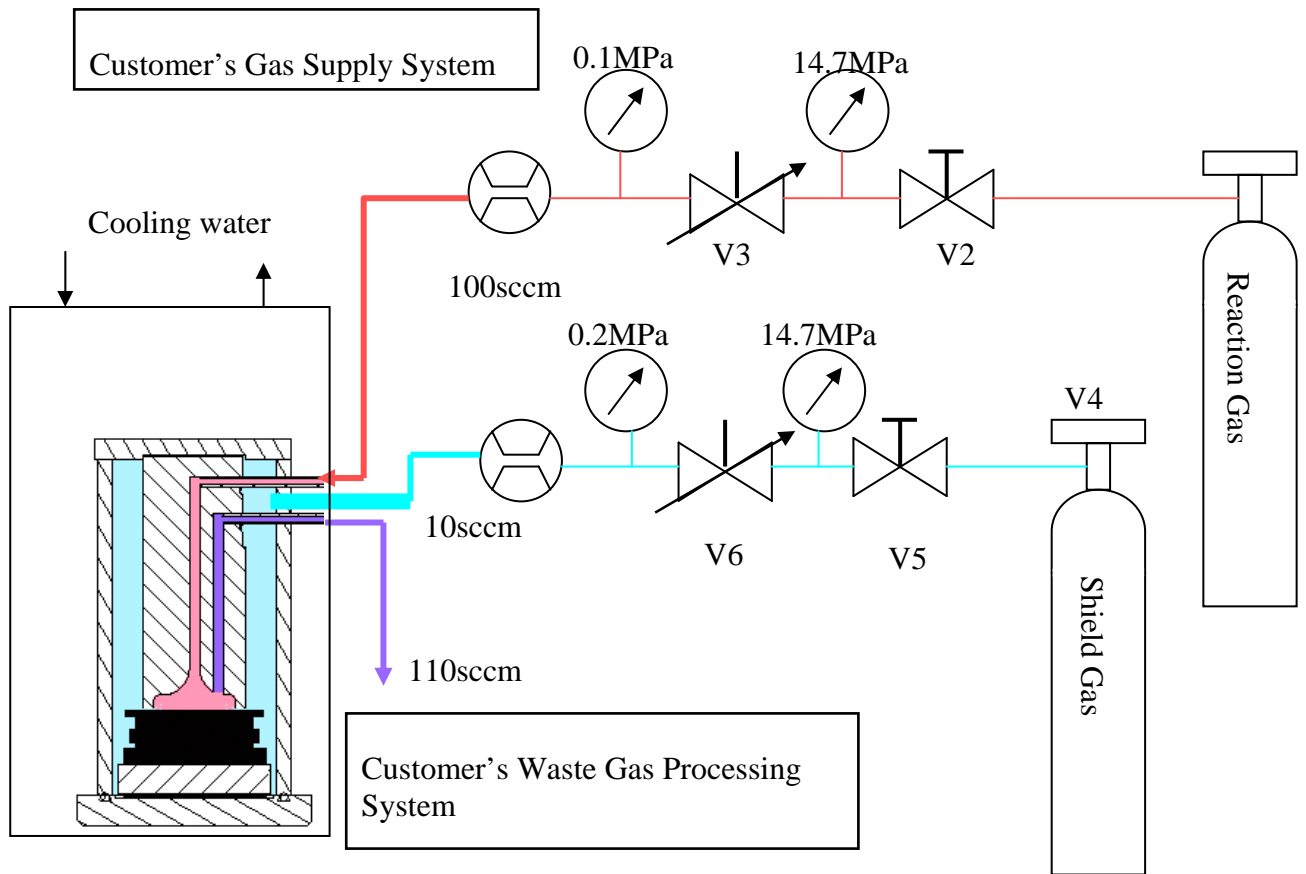 Customer’s Gas Supply System
0.1MPa
14.7MPa
Cooling water
V3
V2
100sccm
Reaction Gas
0.2MPa
14.7MPa
V4
10sccm
V6
V5
Shield Gas
110sccm
Customer’s Waste Gas Processing
System